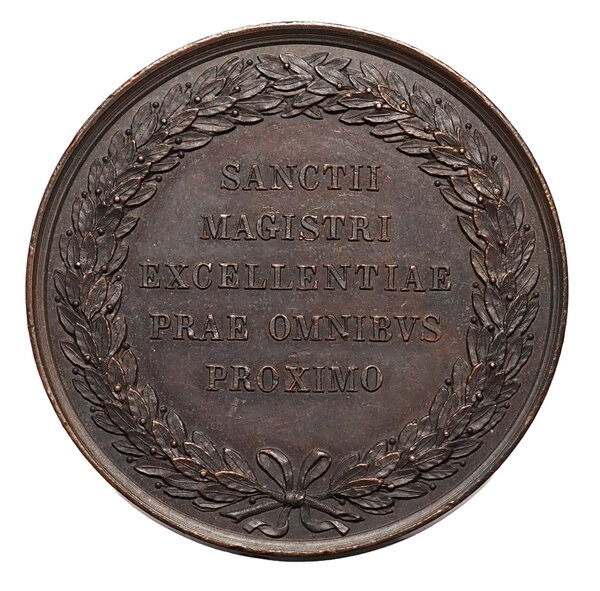 SANCTII
MAGISTRI
EXCELLENTIAE
PRAE OMNIBVS
PROXIMO